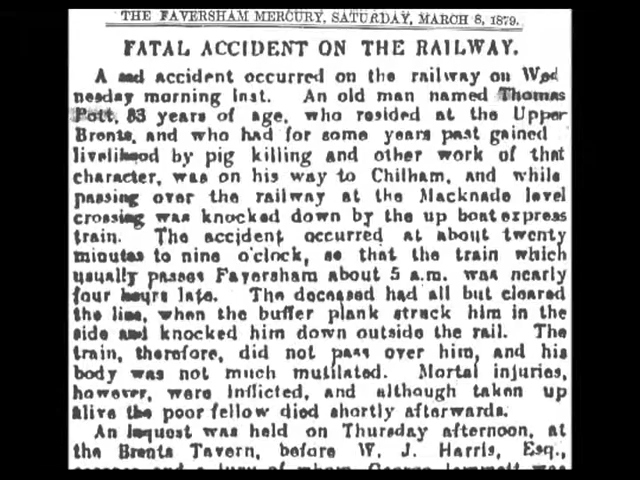 THE FAVERSHAM MERCURY, SATURDAY, MARCH 8, 1879.
FATAL ACCIDENT ON THE RAILWAY.
A sad accident occurred on the railway on Wed
nesday morning last. An old man named Thomas
Pott, 83 years of age, who resided at the Upper
Brents, and who had for some years past gained
livelihood by pig killing and other work of that
character, was on his way to Chilham, and while
passing over the railway at the Macknade level
crossing was knocked down by the up boat express
train. The accident occurred at about twenty
minutes to nine o'clock, so that the train which
usually passes Faversham about 5 a.m. was nearly
four hours late. The deceased had all but cleared
the line, when the buffer plank struck him in the
side and knocked him down outside the rail. The
train, therefore, did not pass over him, and his
body was not much mutilated. Mortal injuries,
however, were inflicted, and although taken up
alive the poor fellow died shortly afterwards.
An inquest was held on Thursday afternoon, at
the Brents Tavern, before W. J. Harris, Esq.,
and a jury of whom George was